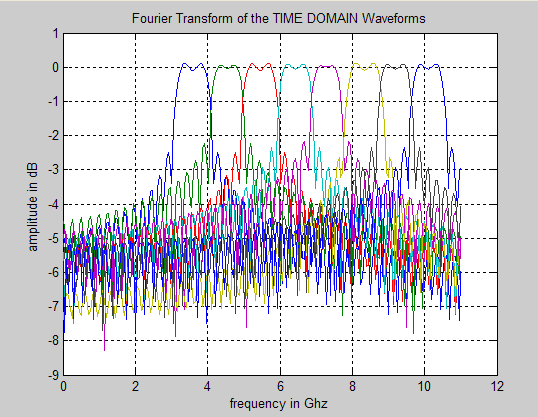 Fourier Transform of the TIME DOMAIN Waveforms
1
0
-1
-2
-3
-4
-5
-6
-7
-8
-9
amplitude in dB
0 2 4 6 8 10 12
frequency in Ghz